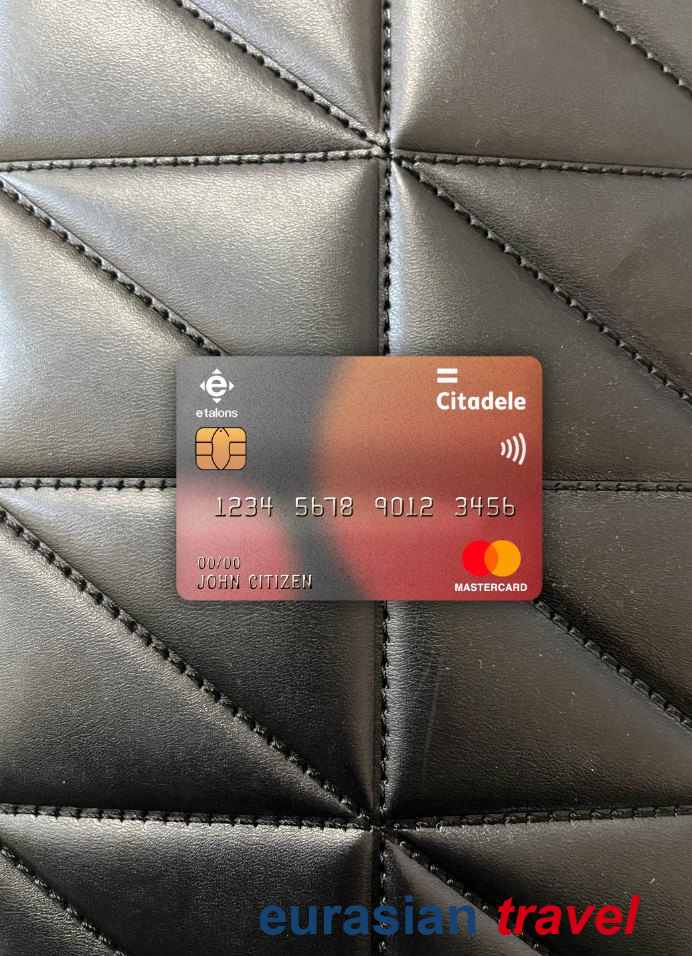 e
etalons
Citadele
1234 5678 9012 3456
00/00
JOHN CITIZEN
MASTERCARD
eurasian travel